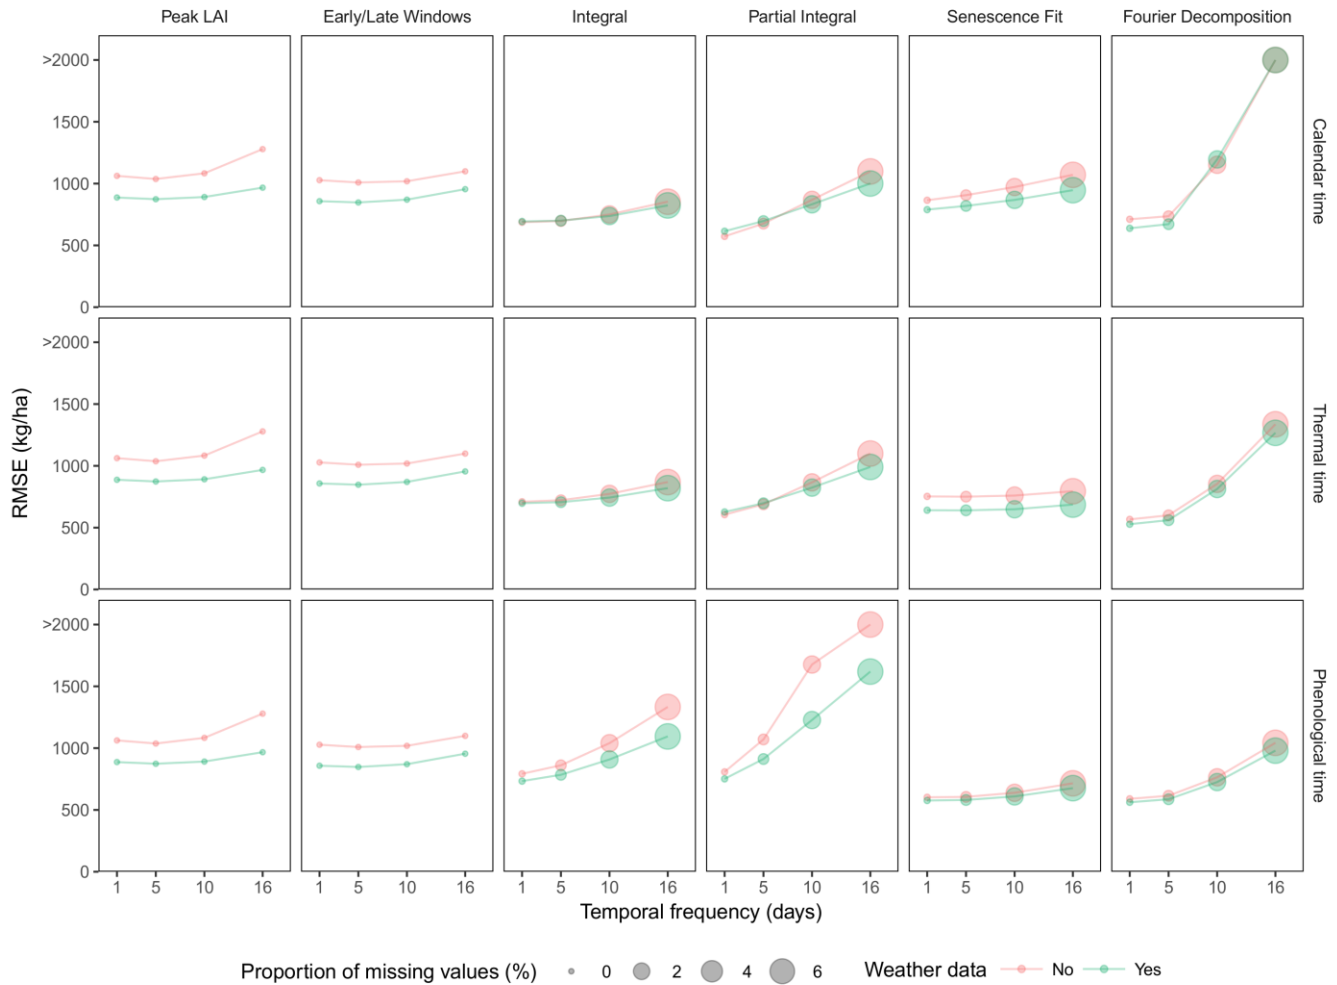 Peak LAI Early/Late Windows Integral Partial Integral Senescence Fit Fourier Decomposition
>2000
1500
1000
500
0
Calendar time
>2000
1500
1000
500
0
Thermal time
RMSE (kg/ha)
>2000
1500
1000
500
0
Phenological time
1 5 10 16 1 5 10 16 1 5 10 16 1 5 10 16 1 5 10 16 1 5 10 16
Temporal frequency (days)
Proportion of missing values (%) 0 2 4 6 Weather data No Yes